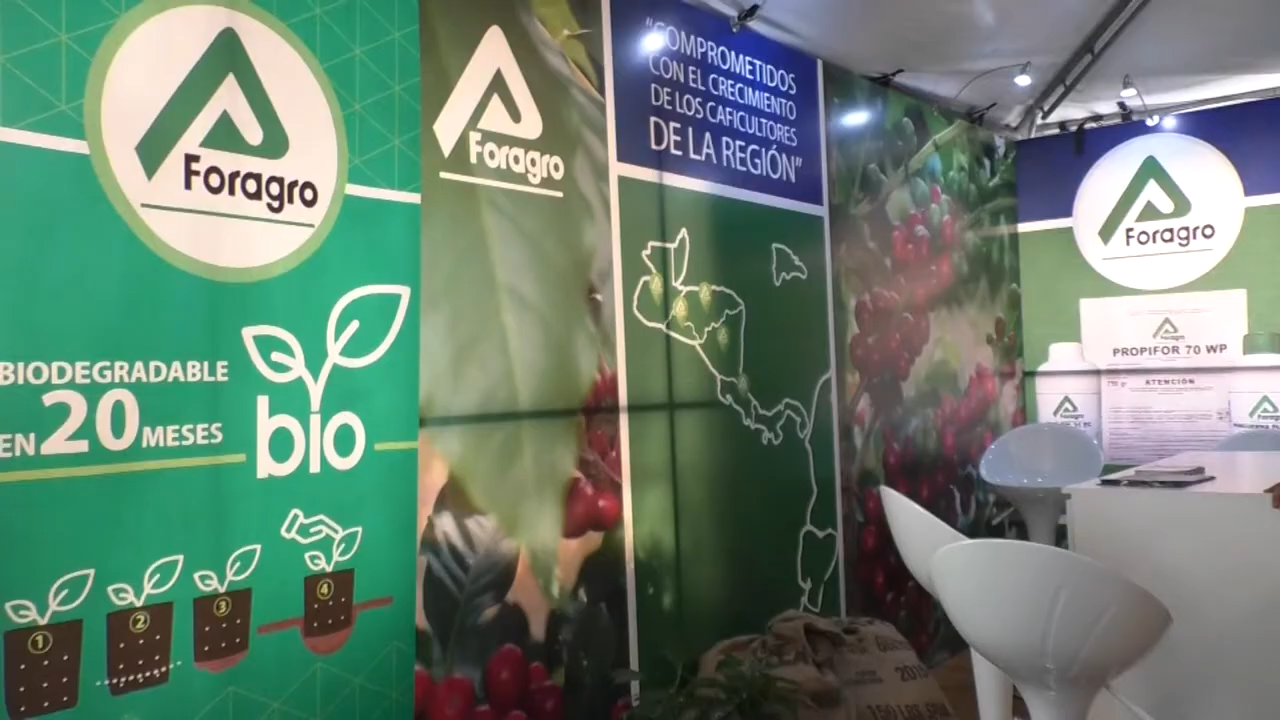 Foragro
BIODEGRADABLE
EN 20 MESES
bio
1
2
3
4
Foragro
"COMPROMETIDOS
CON EL CRECIMIENTO
DE LOS CAFICULTORES
DE LA REGIÓN"
Foragro
Foragro
PROPIFOR 70 WP
ATENCIÓN